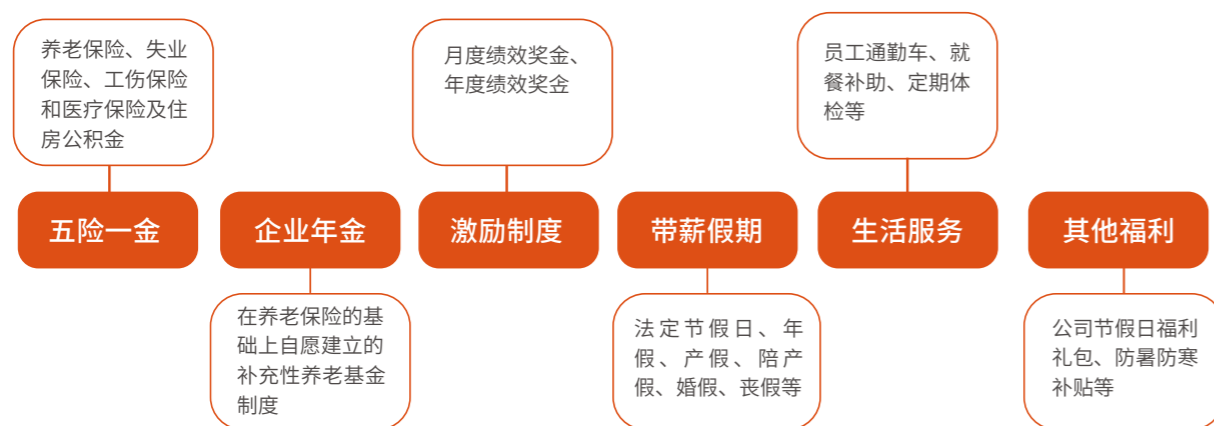 养老保险、失业
保险、工伤保险
和医疗保险及住
房公积金
月度绩效奖金、
年度绩效奖金
员工通勤车、就
餐补助、定期体
检等
五险一金
企业年金
激励制度
带薪假期
生活服务
其他福利
在养老保险的基
础上自愿建立的
补充性养老基金
制度
法定节假日、年
假、产假、陪产
假、婚假、丧假等
公司节假日福利
礼包、防暑防寒
补贴等